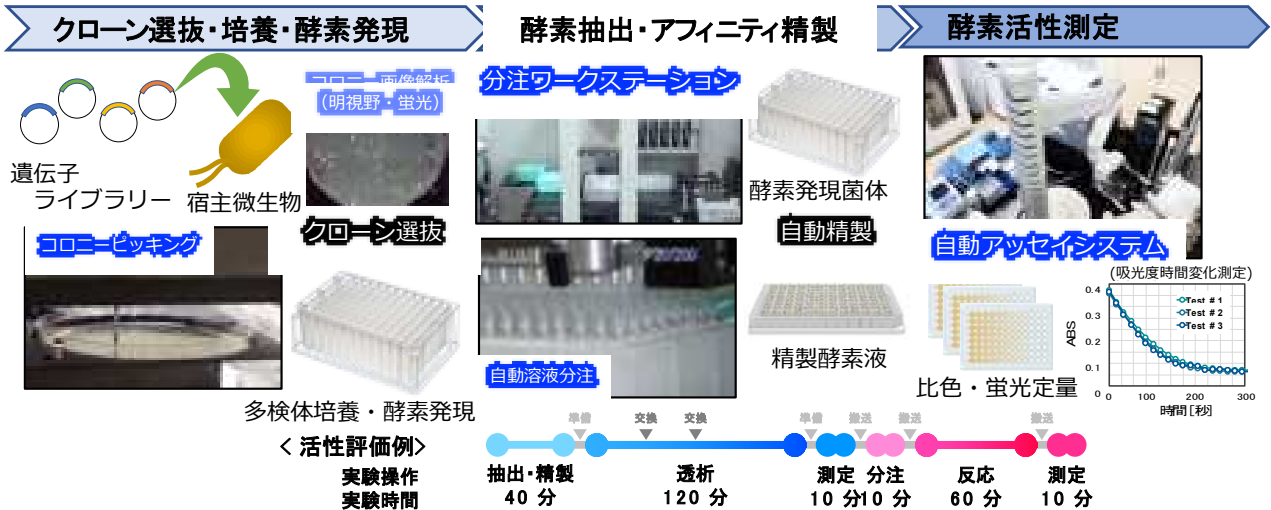 クローン選抜・培養・酵素発現
酵素抽出・アフィニティ精製
酵素活性測定
遺伝子
ライブラリー
宿主微生物
コロニー画像解析
(明視野・蛍光)
クローン選抜
コロニーピッキング
多検体培養・酵素発現
分注ワークステーション
酵素発現菌体
自動精製
自動溶液分注
精製酵素液
自動アッセイシステム
(吸光度時間変化測定)
Test #1
Test #2
Test #3
ABS
0.4
0.3
0.2
0.1
0
0 100 200 300
時間[秒]
比色・蛍光定量
準備 交換 交換 準備 搬送 搬送 搬送
<活性評価例>
実験操作 抽出・精製 透析 測定 分注 反応 測定
実験時間 40 分 120 分 10 分 10 分 60 分 10 分